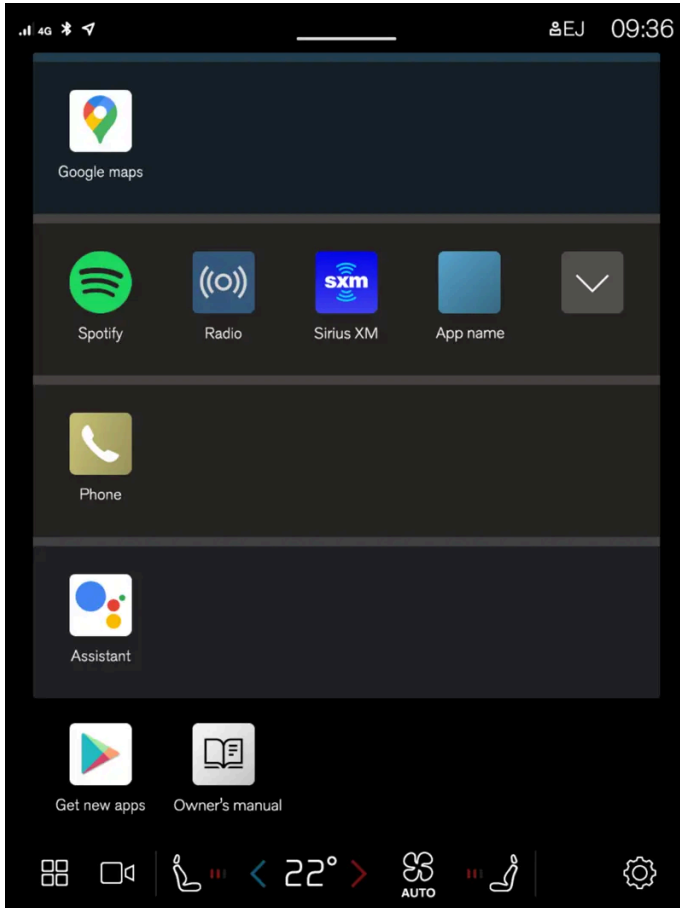 4G EJ 09:36
Google maps
sxm
Spotify Radio Sirius XM App name
Phone
Assistant
Get new apps Owner's manual
22°
AUTO